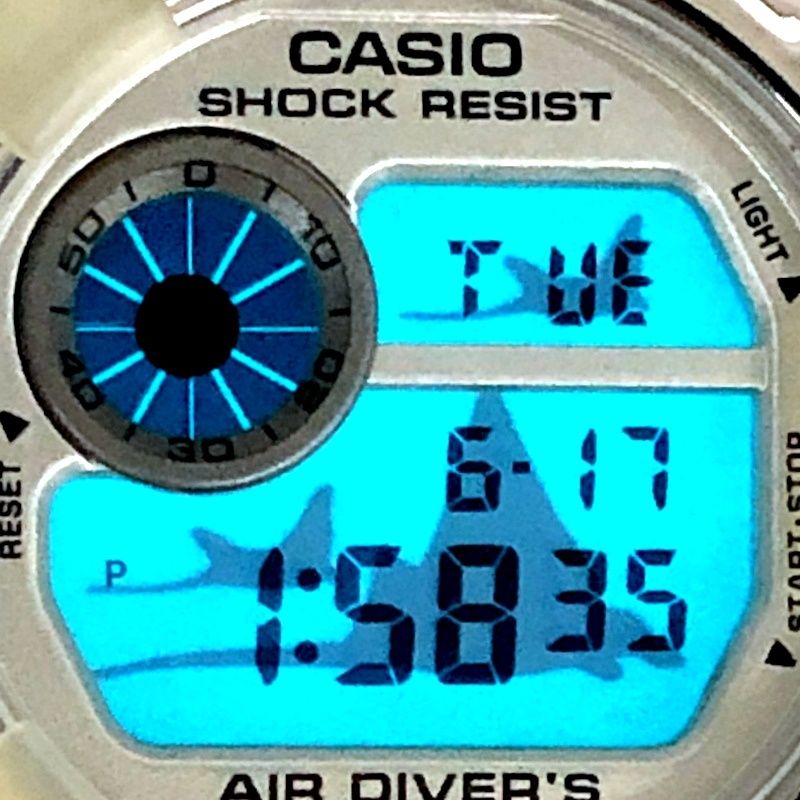 CASIO
SHOCK RESIST
0
10
20
30
40
50
LIGHT
TUE
6-17
P 1:58 35
RESET
START·STOP
AIR DIVER'S